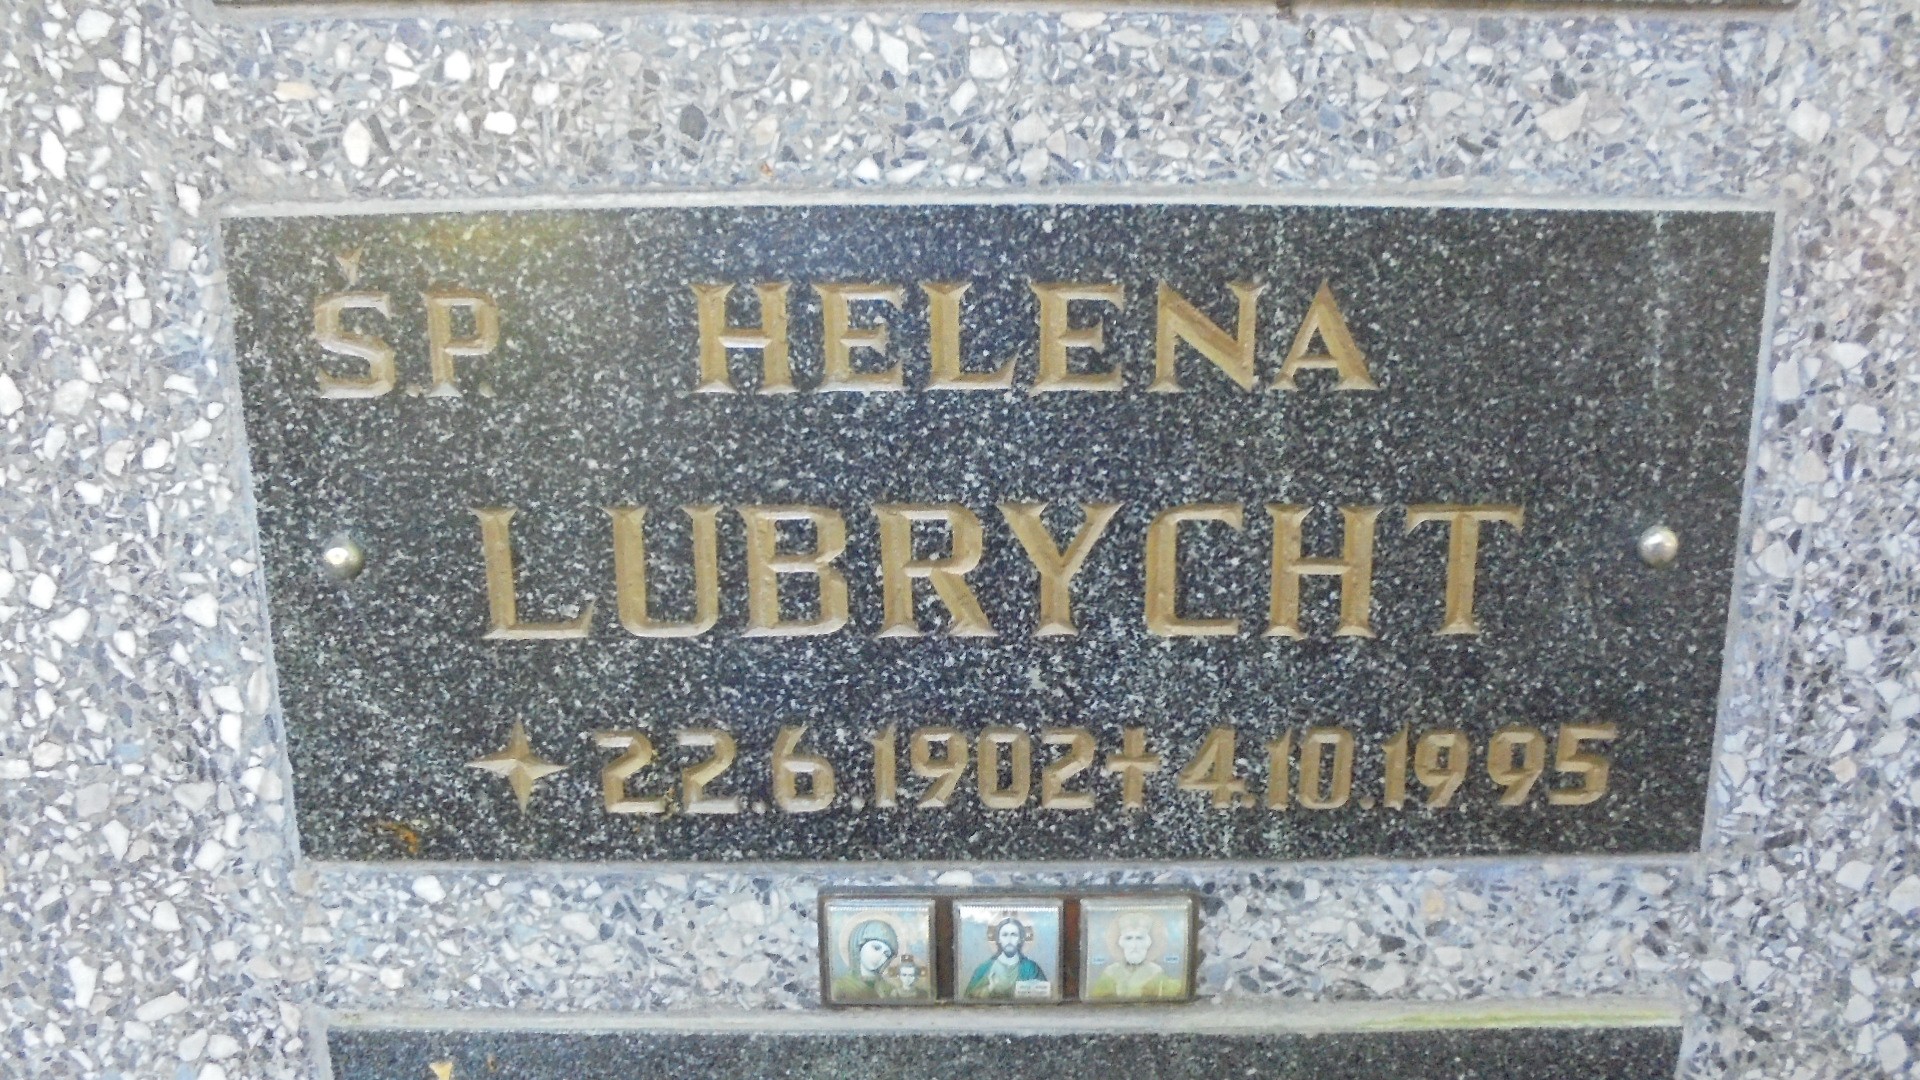 Ś.P. HELENA
LUBRYCHT
22.6.1902 † 4.10.1995